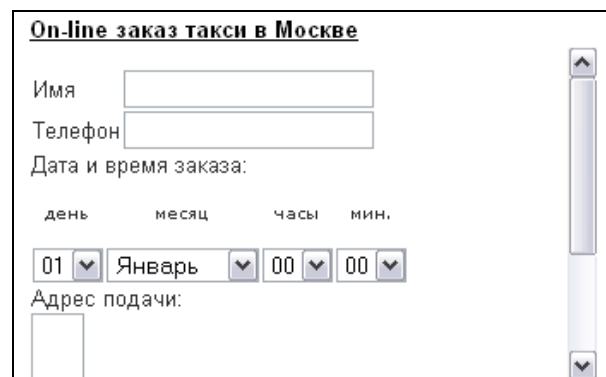 On-line заказ такси в Москве
Имя
Телефон
Дата и время заказа:
день месяц часы мин.
01 Январь 00 00
Адрес подачи: